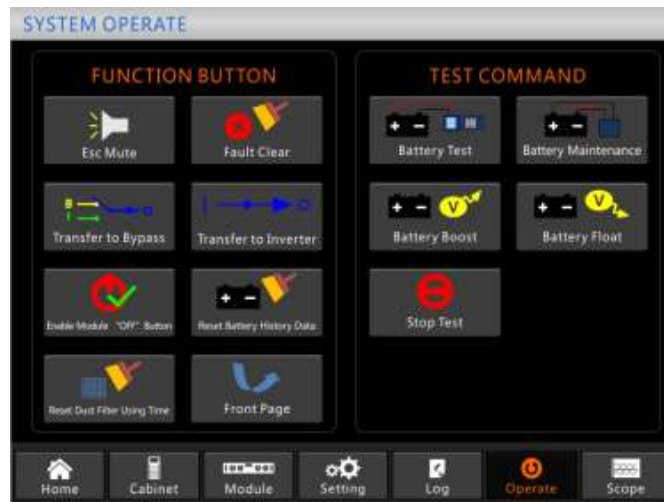 SYSTEM OPERATE
FUNCTION BUTTON
Esc Mute
Fault Clear
Transfer to Bypass
Transfer to Inverter
Enable Module "OFF" Button
Reset Battery History Data
Reset Dust Filter Using Time
Front Page
TEST COMMAND
Battery Test
Battery Maintenance
Battery Boost
Battery Float
Stop Test
Home
Cabinet
Module
Setting
Log
Operate
Scope